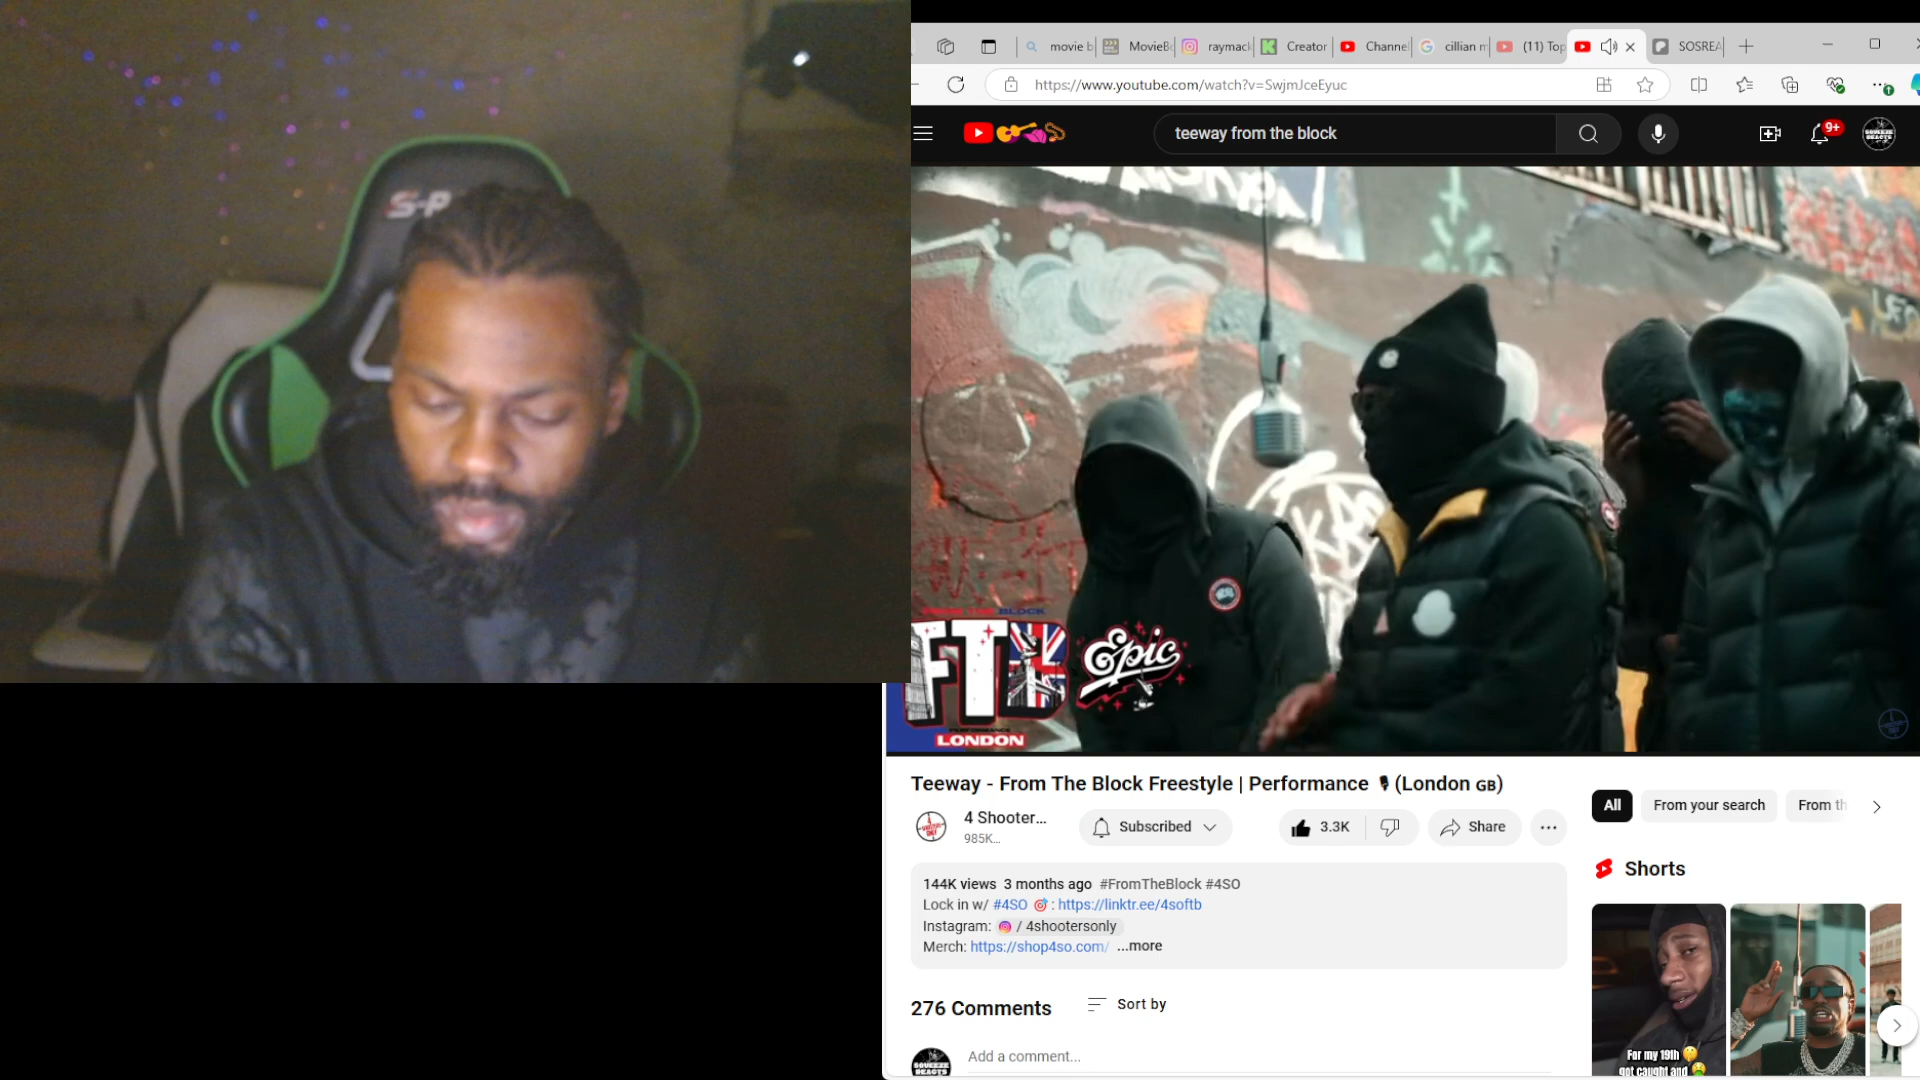 movie b
MovieB
raymack
Creator
Channe
cillian m
(11) Top
SOSREA
https://www.youtube.com/watch?v=SwjmJceEyuc
teeway from the block
9+
S-P
FROM THE BLOCK
FTB
Epic
PERFORMANCE
LONDON
Teeway - From The Block Freestyle | Performance 🎙(London GB)
4 Shooter...
985K...
Subscribed
3.3K
Share
All
From your search
From th
144K views 3 months ago #FromTheBlock #4SO
Lock in w/ #4SO 🎯 : https://linktr.ee/4softb
Instagram: / 4shootersonly
Merch: https://shop4so.com/ ...more
Shorts
276 Comments
Sort by
Add a comment...
SQUEEZE
REACTS
For my 19th 🤫
got caught and 🤮